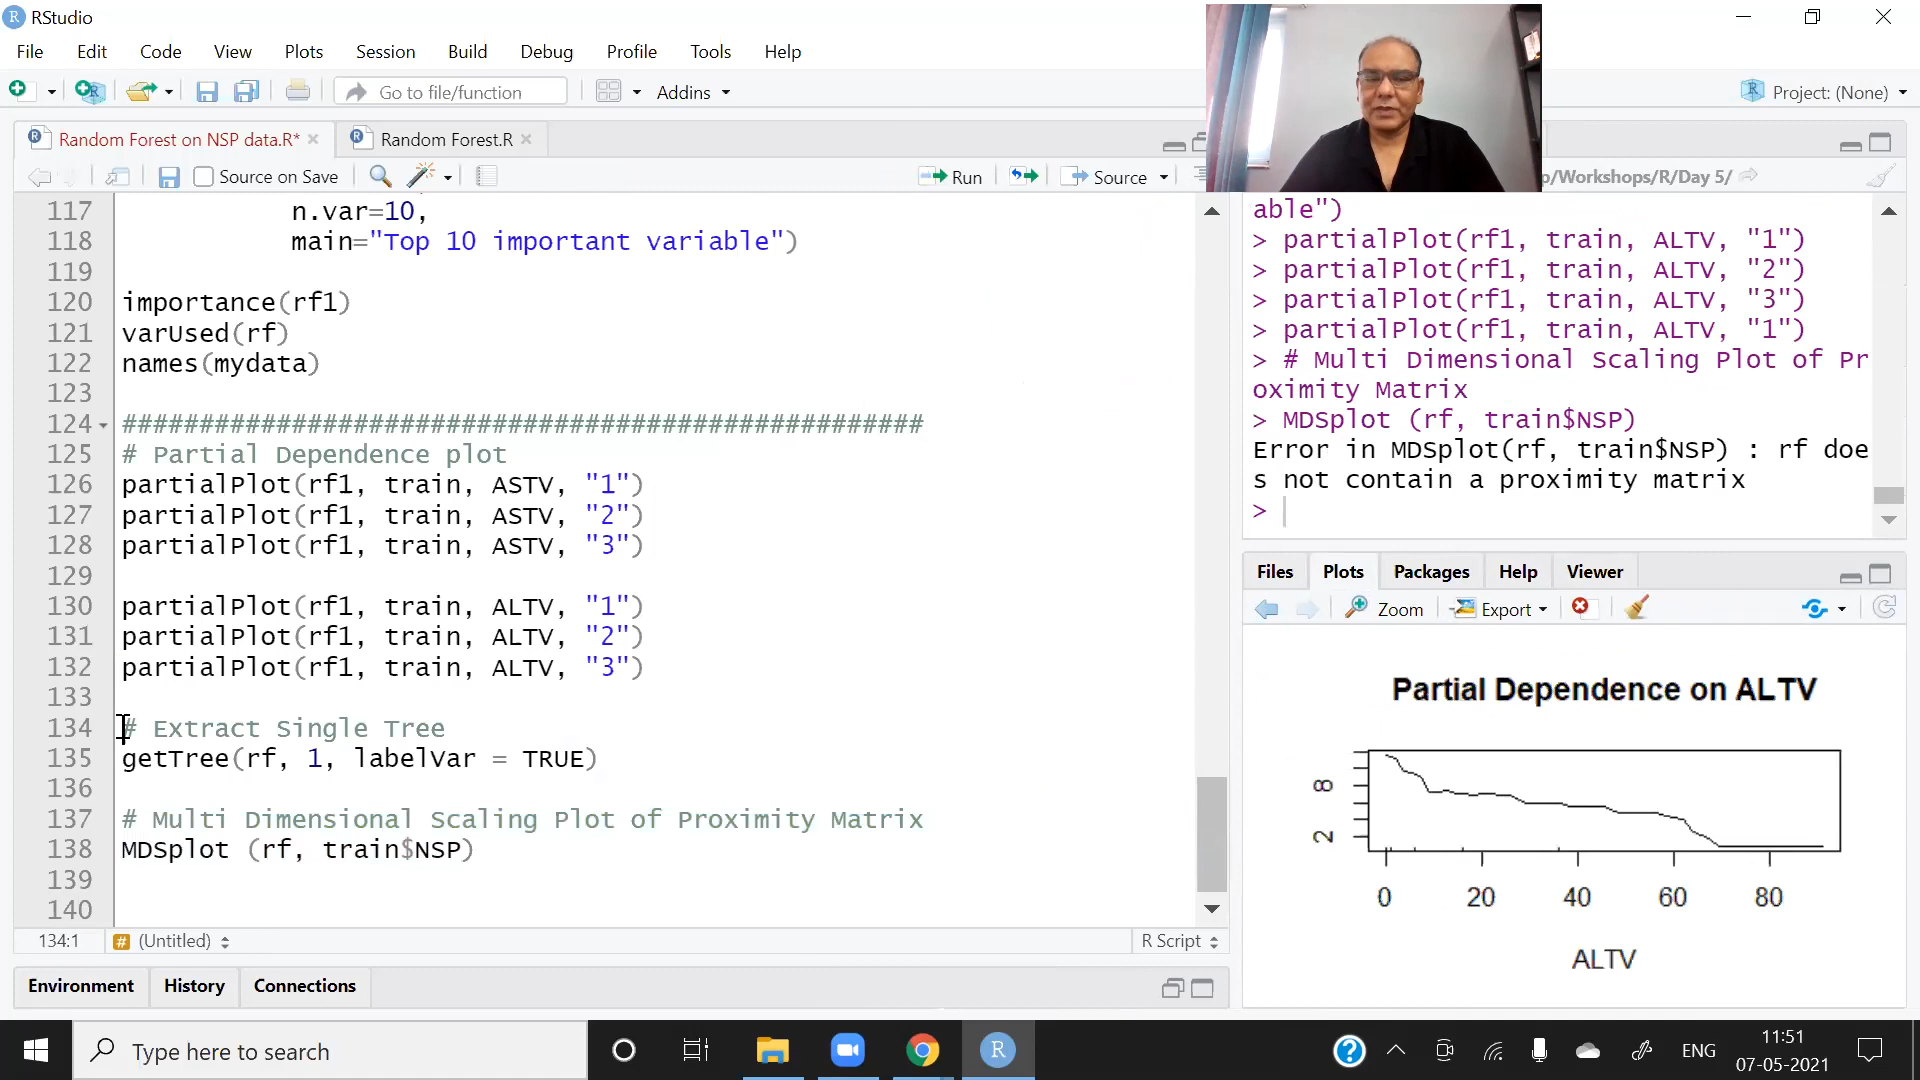 RStudio
File Edit Code View Plots Session Build Debug Profile Tools Help
Go to file/function Addins Project: (None)
Random Forest on NSP data.R* Random Forest.R
Source on Save Run Source
117 n.var=10,
118 main="Top 10 important variable")
119
120 importance(rf1)
121 varUsed(rf)
122 names(mydata)
123
124 ####################################################
125 # Partial Dependence plot
126 partialPlot(rf1, train, ASTV, "1")
127 partialPlot(rf1, train, ASTV, "2")
128 partialPlot(rf1, train, ASTV, "3")
129
130 partialPlot(rf1, train, ALTV, "1")
131 partialPlot(rf1, train, ALTV, "2")
132 partialPlot(rf1, train, ALTV, "3")
133
134 # Extract Single Tree
135 getTree(rf, 1, labelVar = TRUE)
136
137 # Multi Dimensional Scaling Plot of Proximity Matrix
138 MDSplot (rf, train$NSP)
139
140
134:1 # (Untitled) R Script
Environment History Connections
p/Workshops/R/Day 5/
able")
> partialPlot(rf1, train, ALTV, "1")
> partialPlot(rf1, train, ALTV, "2")
> partialPlot(rf1, train, ALTV, "3")
> partialPlot(rf1, train, ALTV, "1")
> # Multi Dimensional Scaling Plot of Pr
oximity Matrix
> MDSplot (rf, train$NSP)
Error in MDSplot(rf, train$NSP) : rf doe
s not contain a proximity matrix
>
Files Plots Packages Help Viewer
Zoom Export
Partial Dependence on ALTV
8
2
0 20 40 60 80
ALTV
Type here to search
R
ENG
11:51
07-05-2021